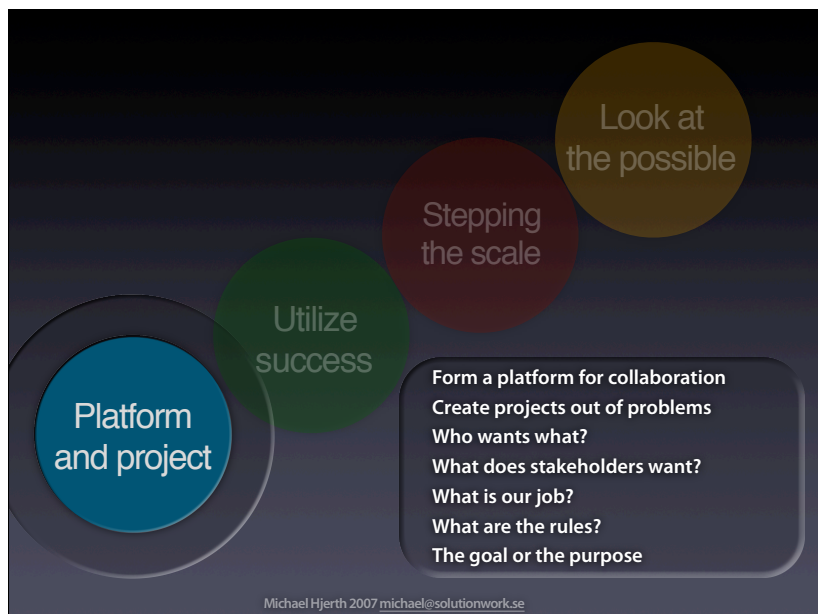 Look at
the possible
Stepping
the scale
Utilize
success
Platform
and project
Form a platform for collaboration
Create projects out of problems
Who wants what?
What does stakeholders want?
What is our job?
What are the rules?
The goal or the purpose
Michael Hjerth 2007 michael@solutionwork.se